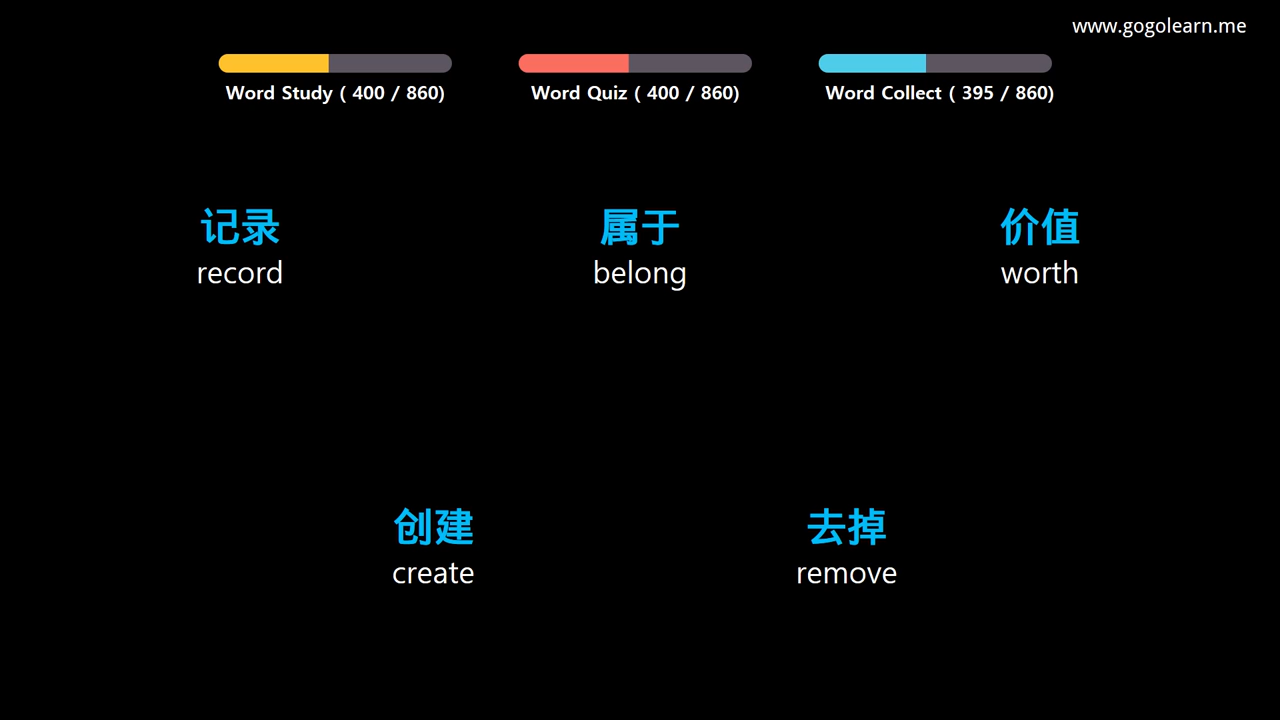 www.gogolearn.me
Word Study ( 400 / 860)
Word Quiz ( 400 / 860)
Word Collect ( 395 / 860)
记录
record
属于
belong
价值
worth
创建
create
去掉
remove